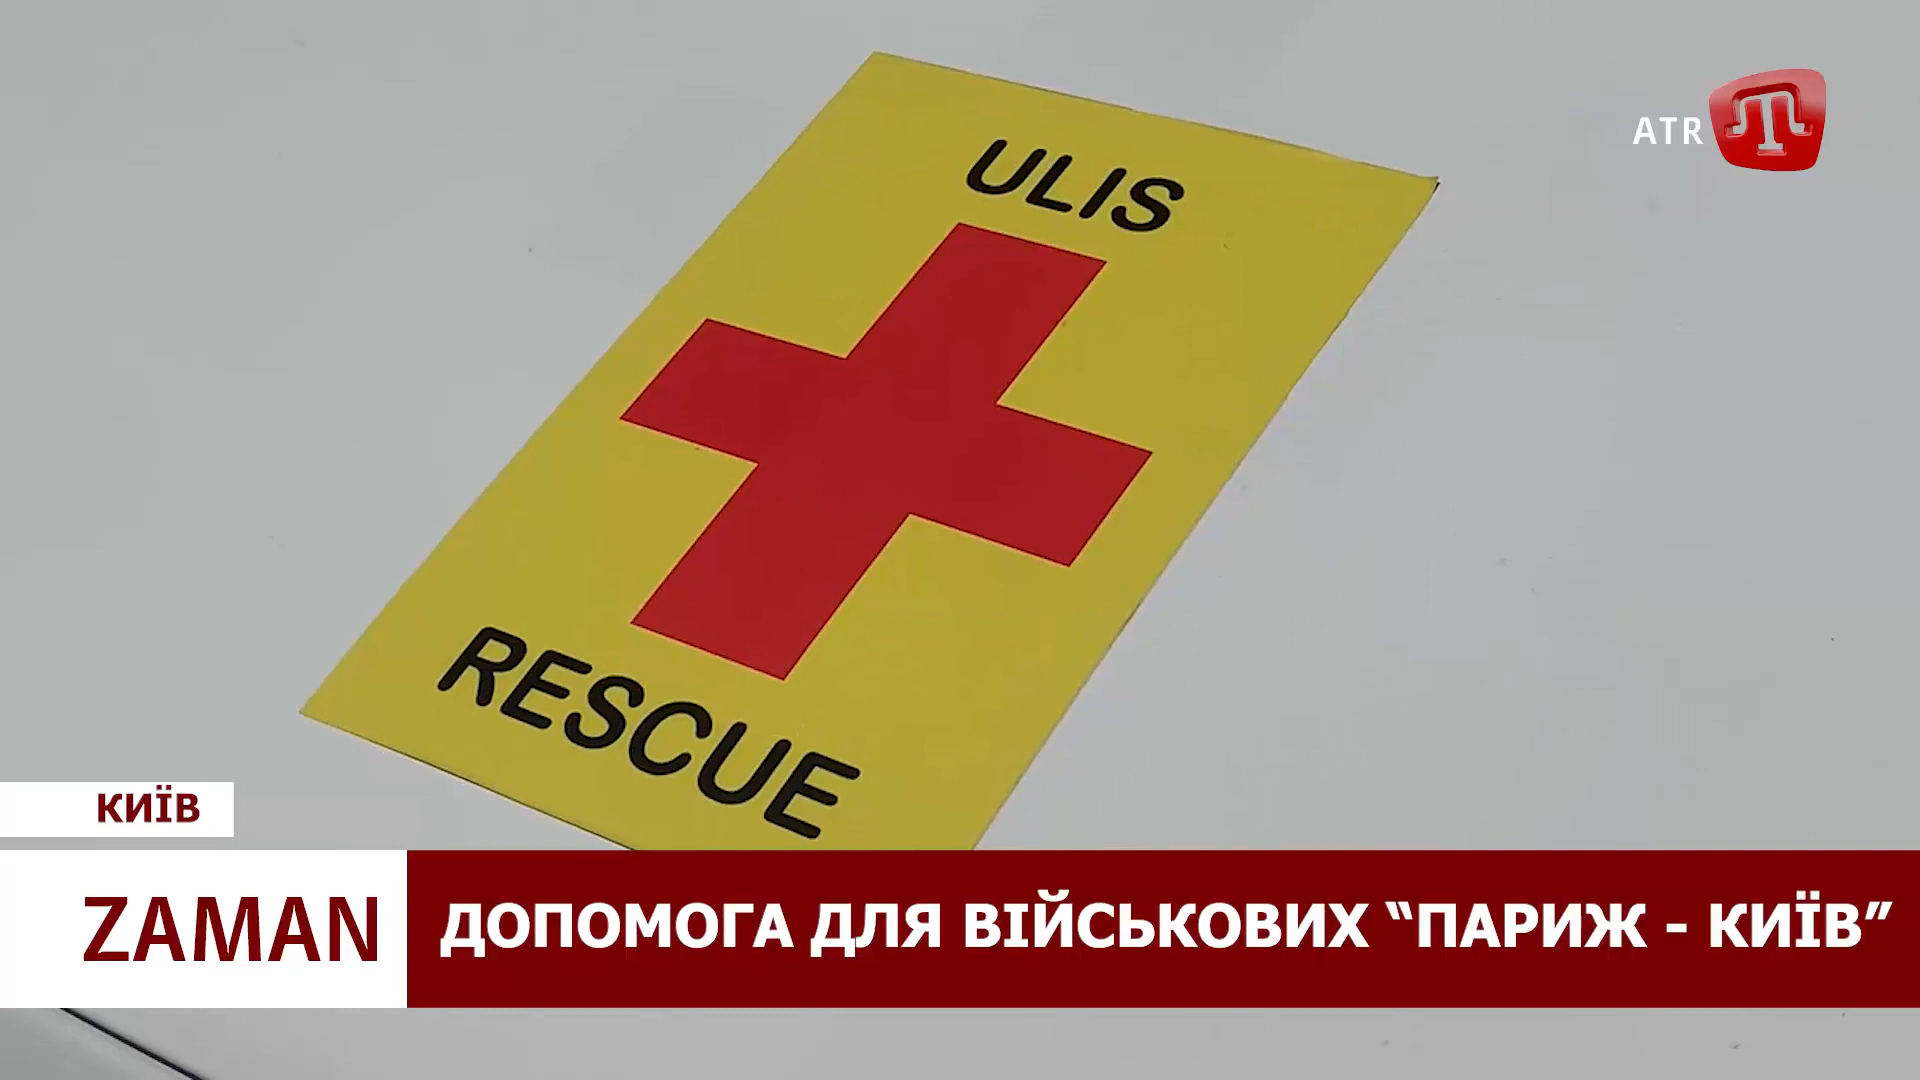 ATR
ULIS
RESCUE
КИЇВ
ZAMAN
ДОПОМОГА ДЛЯ ВІЙСЬКОВИХ “ПАРИЖ - КИЇВ”